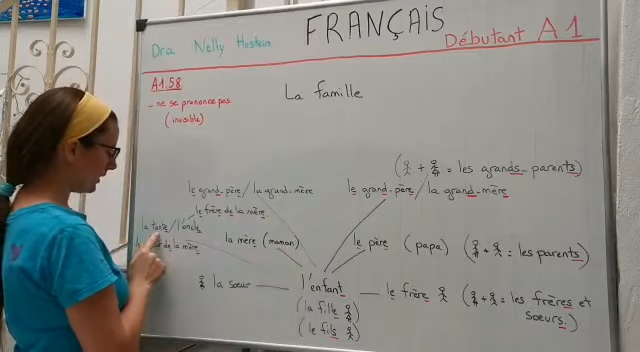 Dra Nelly Hostein
FRANÇAIS
Débutant A1
A1.58
- ne se prononce pas
(invisible)
La famille
( + = les grands-parents)
le grand-père / la grand-mère
le grand-père / la grand-mère
le frère de la mère
la tante / l'oncle
de la mère
la mère (maman)
le père (papa) ( + = les parents)
la sœur
l'enfant
le frère ( + = les frères et
sœurs.)
(la fille )
(le fils )